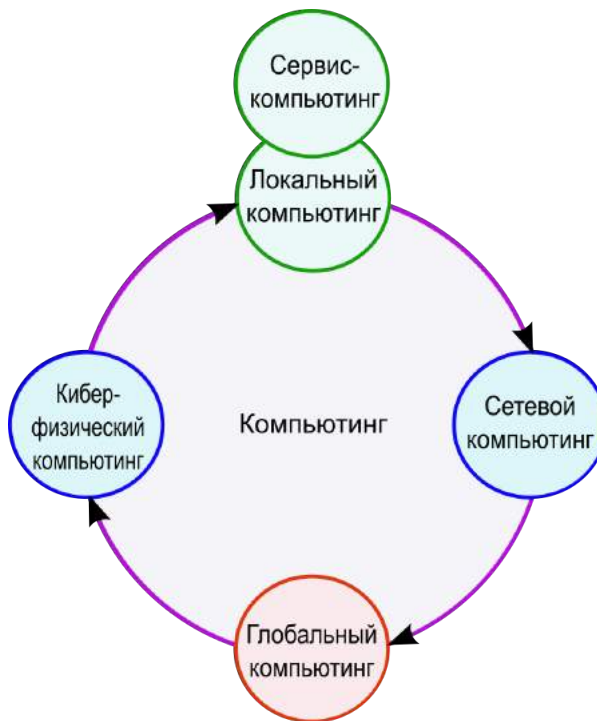 Сервис-
компьютинг
Локальный
компьютинг
Кибер-
физический
компьютинг
Компьютинг
Сетевой
компьютинг
Глобальный
компьютинг